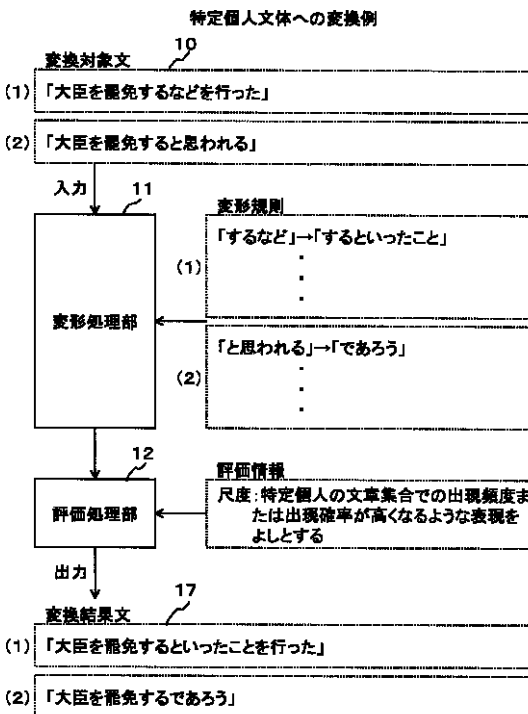 特定個人文体への変換例
10
変換対象文
(1) 「大臣を罷免するなどを行った」
(2) 「大臣を罷免すると思われる」
入力
11
変形処理部
変形規則
(1) 「するなど」→「するといったこと」
・
・
・
(2) 「と思われる」→「であろう」
・
・
・
12
評価処理部
評価情報
尺度:特定個人の文章集合での出現頻度ま
たは出現確率が高くなるような表現を
よしとする
出力
17
変換結果文
(1) 「大臣を罷免するといったことを行った」
(2) 「大臣を罷免するであろう」